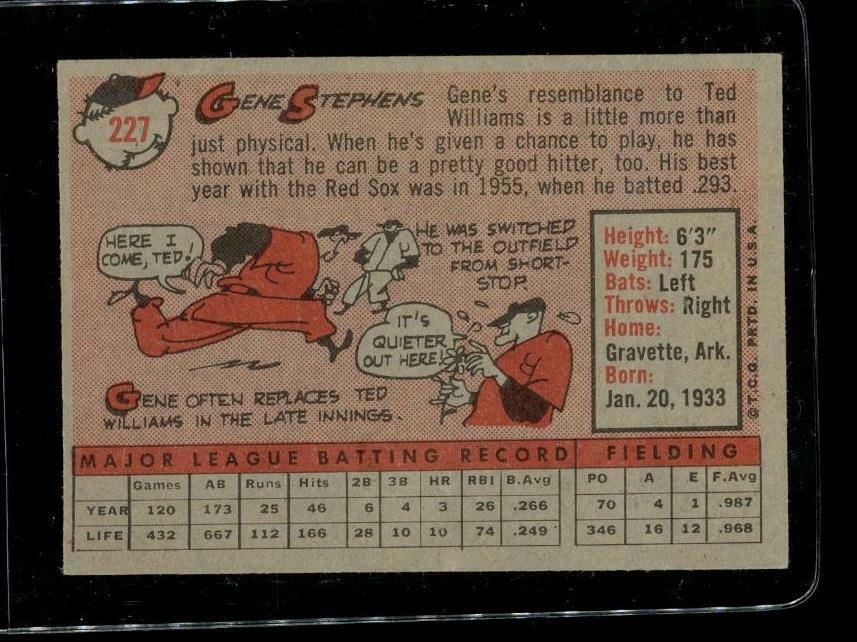 227
GENE STEPHENS
Gene's resemblance to Ted
Williams is a little more than
just physical. When he's given a chance to play, he has
shown that he can be a pretty good hitter, too. His best
year with the Red Sox was in 1955, when he batted .293.
HERE I
COME, TED!
HE WAS SWITCHED
TO THE OUTFIELD
FROM SHORT-
STOP.
IT'S
QUIETER
OUT HERE!
B
GENE OFTEN REPLACES TED
WILLIAMS IN THE LATE INNINGS.
Height: 6'3"
Weight: 175
Bats: Left
Throws: Right
Home:
Gravette, Ark.
Born:
Jan. 20, 1933
©T.C.G. PRTD. IN U.S.A.
MAJOR LEAGUE BATTING RECORD FIELDING
Games AB Runs Hits 2B 3B HR RBI B.Avg PO A E F.Avg
YEAR 120 173 25 46 6 4 3 26 .266 70 4 1 .987
LIFE 432 667 112 166 28 10 10 74 .249 346 16 12 .968